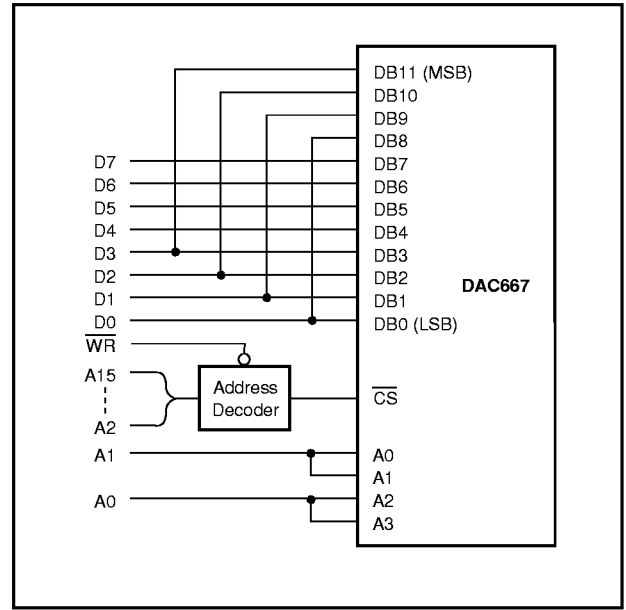 DB11 (MSB)
DB10
DB9
DB8
D7 DB7
D6 DB6
D5 DB5
D4 DB4
D3 DB3
D2 DB2
DAC667
D1 DB1
D0 DB0 (LSB)
WR
A15
Address
Decoder
CS
A2
A1 A0
A1
A0 A2
A3